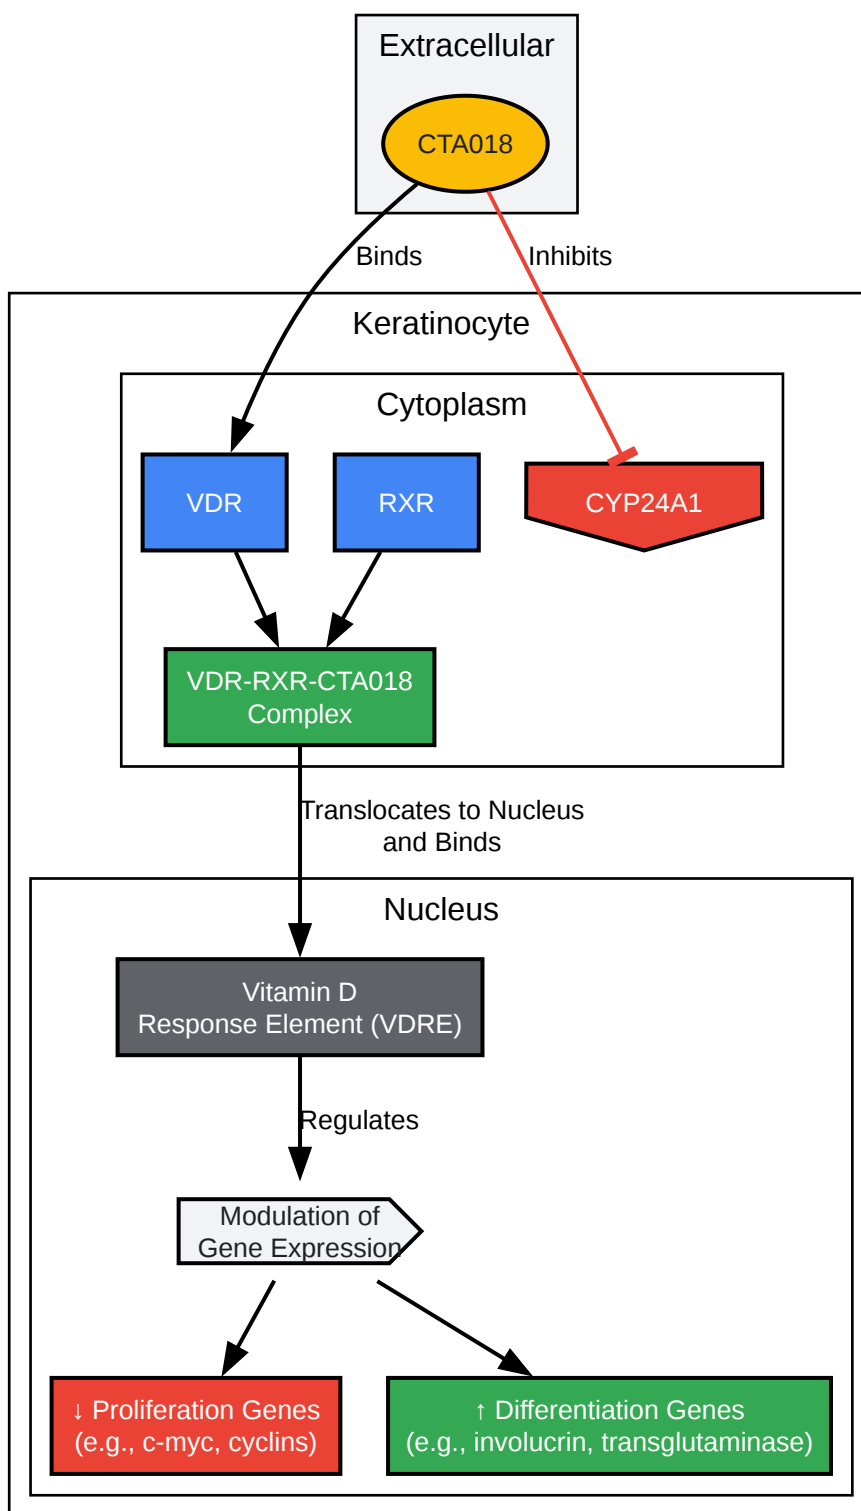 Extracellular
CTA018
Binds
Inhibits
Keratinocyte
Cytoplasm
VDR
RXR
CYP24A1
VDR-RXR-CTA018
Complex
Translocates to Nucleus
and Binds
Nucleus
Vitamin D
Response Element (VDRE)
Regulates
Modulation of
Gene Expression
↓ Proliferation Genes
(e.g., c-myc, cyclins)
↑ Differentiation Genes
(e.g., involucrin, transglutaminase)